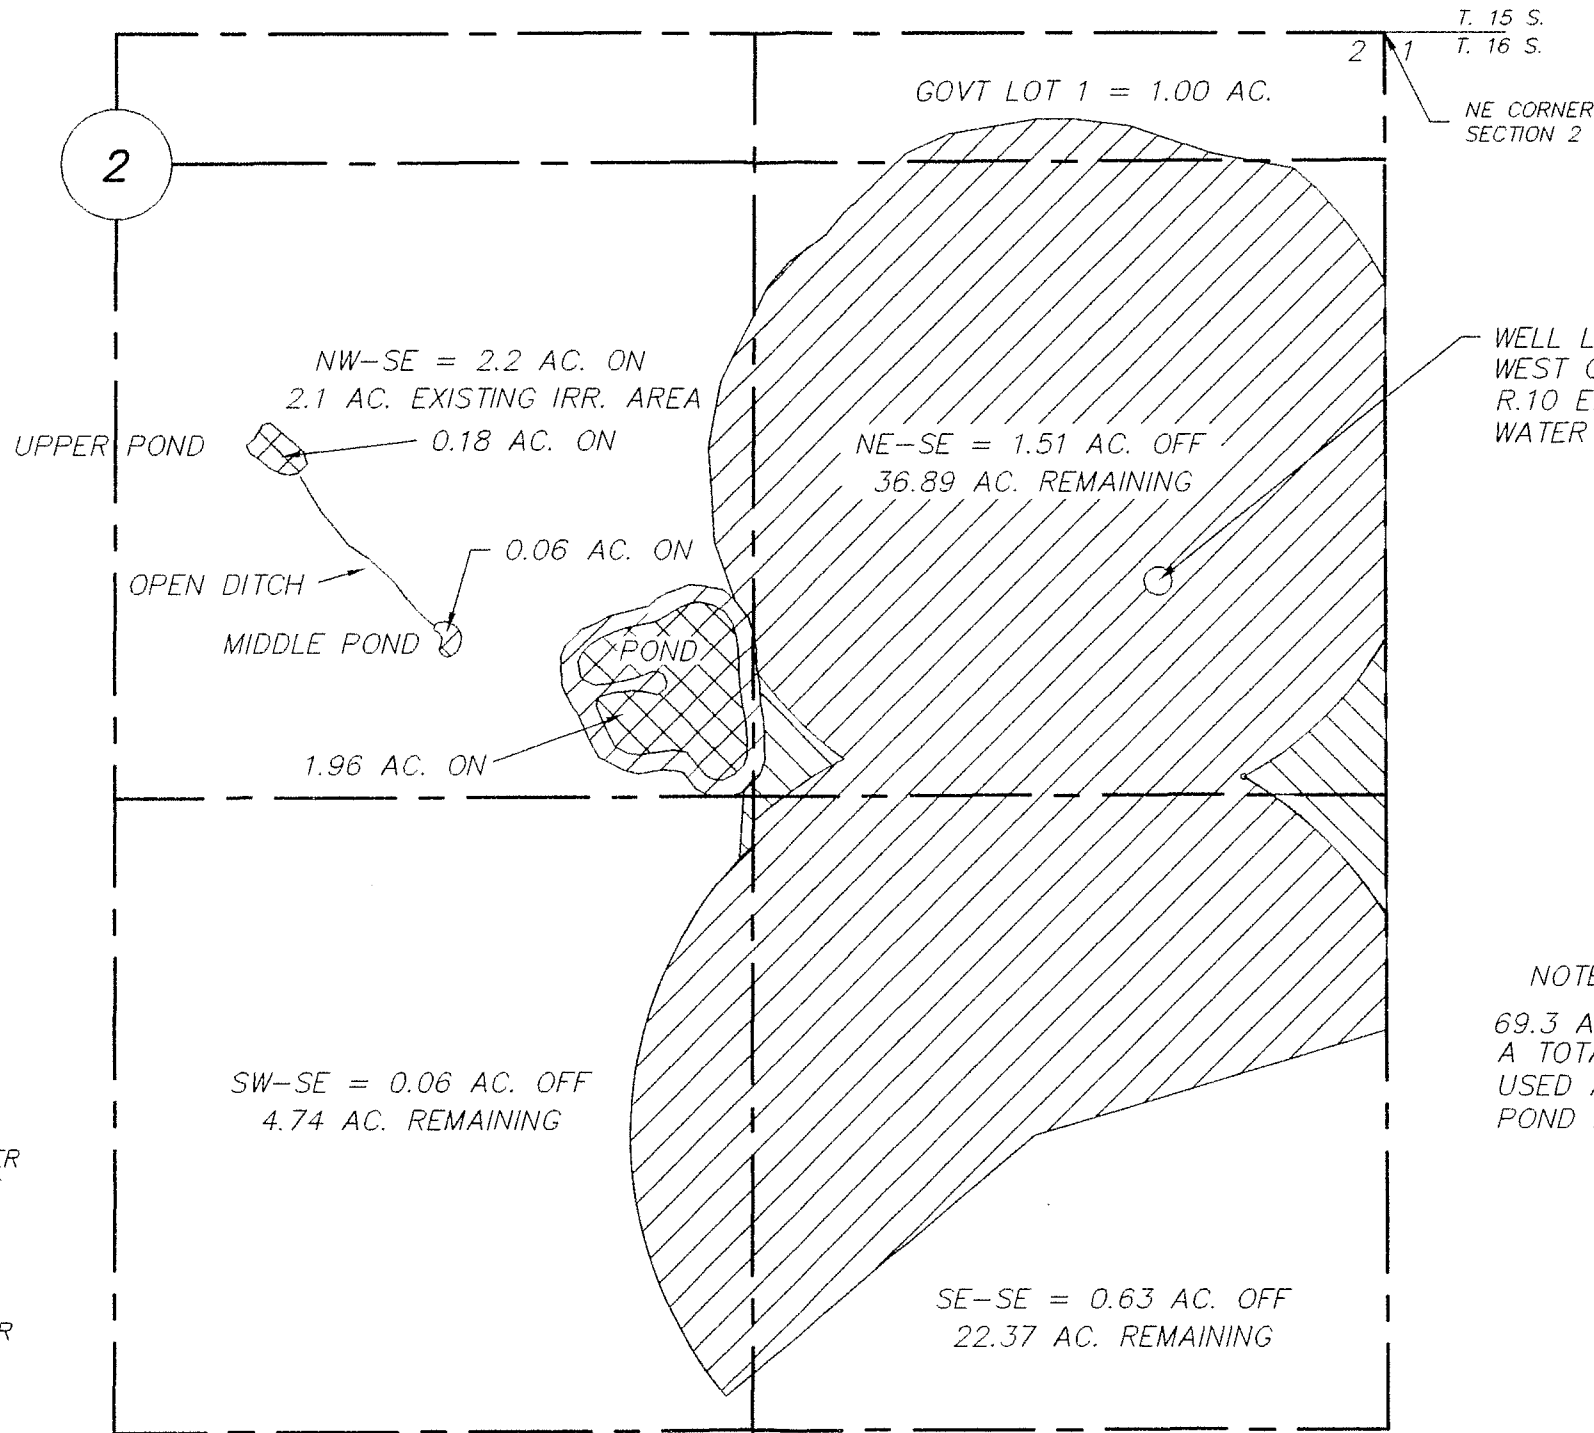 T. 15 S.
2 1 T. 16 S.
GOVT LOT 1 = 1.00 AC.
NE CORNER
SECTION 2
2
NW-SE = 2.2 AC. ON
2.1 AC. EXISTING IRR. AREA
UPPER POND
0.18 AC. ON
WELL L
WEST
R.10 E
WATER
NE-SE = 1.51 AC. OFF
36.89 AC. REMAINING
0.06 AC. ON
OPEN DITCH
MIDDLE POND
POND
1.96 AC. ON
NOTE
69.3 A
A TOTA
USED
POND
SW-SE = 0.06 AC. OFF
4.74 AC. REMAINING
ER
R
SE-SE = 0.63 AC. OFF
22.37 AC. REMAINING